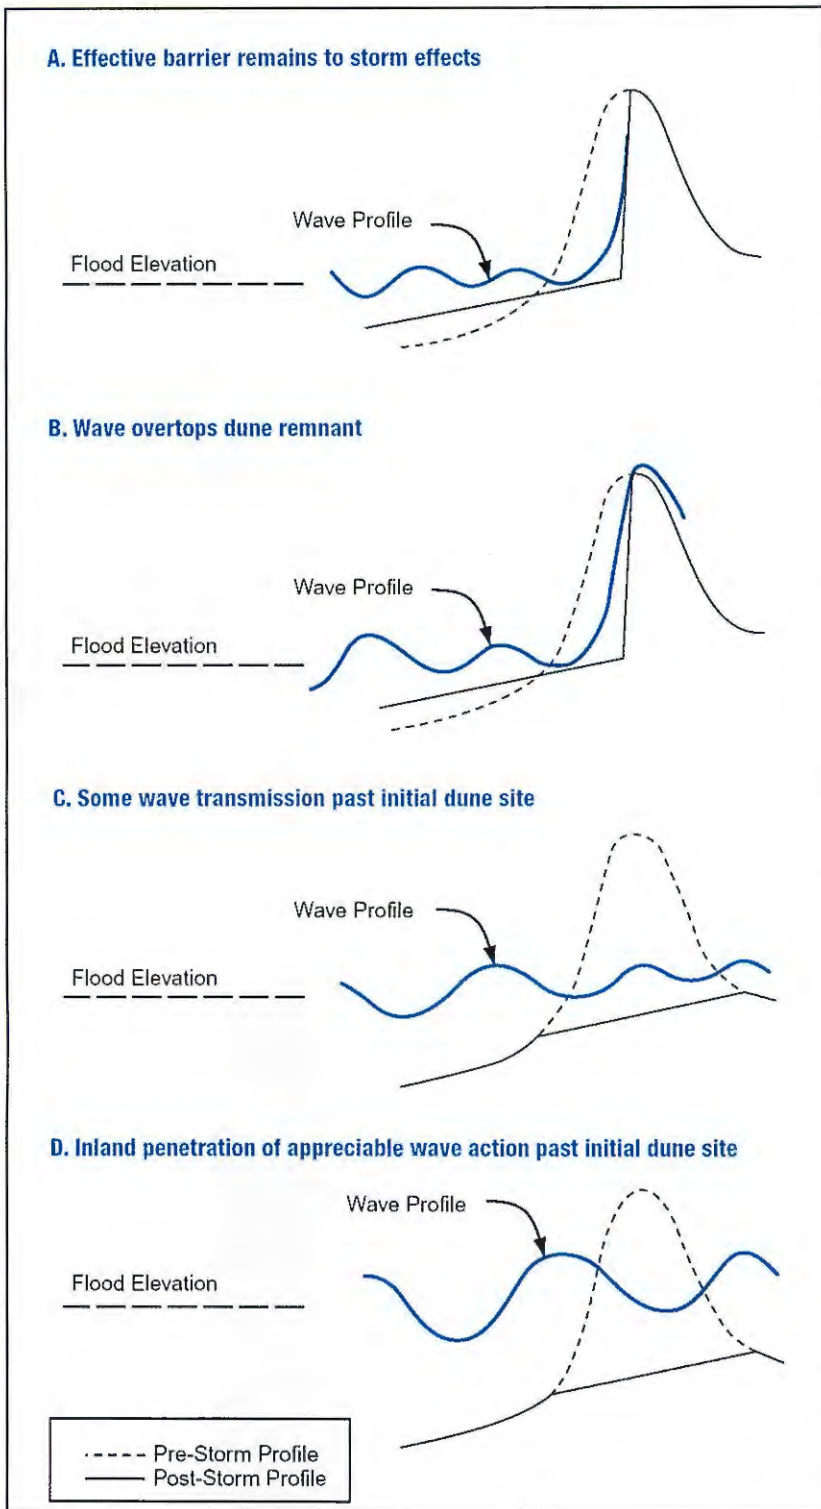 A. Effective barrier remains to storm effects
Wave Profile
Flood Elevation
B. Wave overtops dune remnant
Wave Profile
Flood Elevation
C. Some wave transmission past initial dune site
Wave Profile
Flood Elevation
D. Inland penetration of appreciable wave action past initial dune site
Wave Profile
Flood Elevation
Pre-Storm Profile
Post-Storm Profile